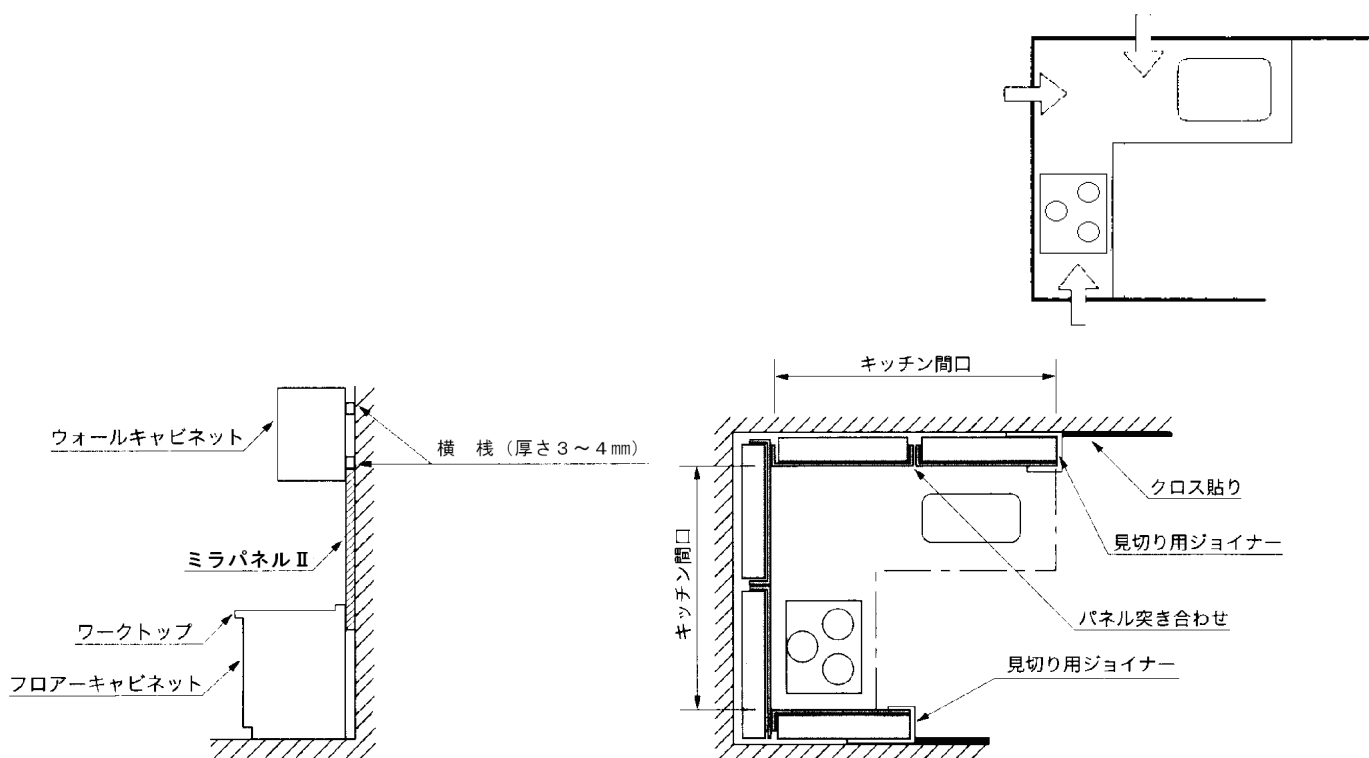 キッチン間口
ウォールキャビネット
横 桟（厚さ３～４㎜）
クロス貼り
ミラパネルⅡ
キッチン間口
見切り用ジョイナー
ワークトップ
パネル突き合わせ
フロアーキャビネット
見切り用ジョイナー